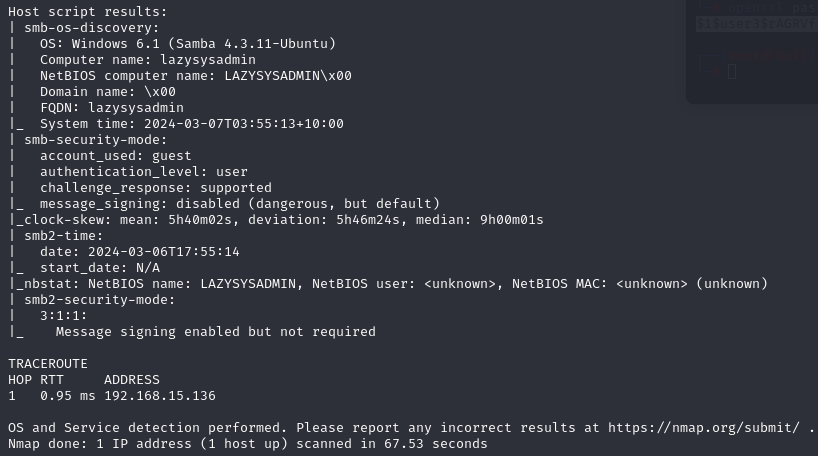 Host script results:
| smb-os-discovery:
|   OS: Windows 6.1 (Samba 4.3.11-Ubuntu)
|   Computer name: lazysysadmin
|   NetBIOS computer name: LAZYSYSADMIN\x00
|   Domain name: \x00
|   FQDN: lazysysadmin
|_  System time: 2024-03-07T03:55:13+10:00
| smb-security-mode:
|   account_used: guest
|   authentication_level: user
|   challenge_response: supported
|_  message_signing: disabled (dangerous, but default)
|_clock-skew: mean: 5h40m02s, deviation: 5h46m24s, median: 9h00m01s
| smb2-time:
|   date: 2024-03-06T17:55:14
|_  start_date: N/A
|_nbstat: NetBIOS name: LAZYSYSADMIN, NetBIOS user: <unknown>, NetBIOS MAC: <unknown> (unknown)
| smb2-security-mode:
|   3:1:1:
|_    Message signing enabled but not required
TRACEROUTE
HOP RTT     ADDRESS
1   0.95 ms 192.168.15.136
OS and Service detection performed. Please report any incorrect results at https://nmap.org/submit/ .
Nmap done: 1 IP address (1 host up) scanned in 67.53 seconds